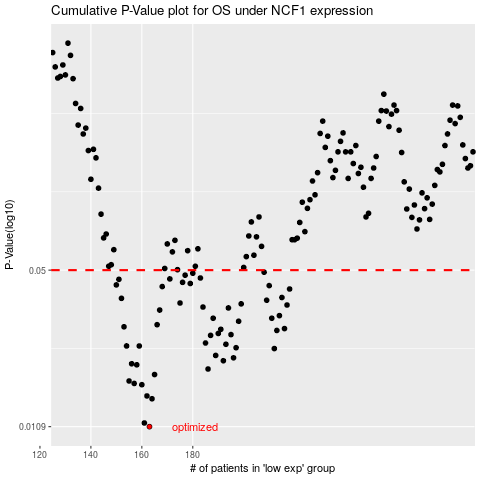 Cumulative P-Value plot for OS under NCF1 expression
P-Value(log10)
0.05
0.0109
optimized
120 140 160 180
# of patients in 'low exp' group